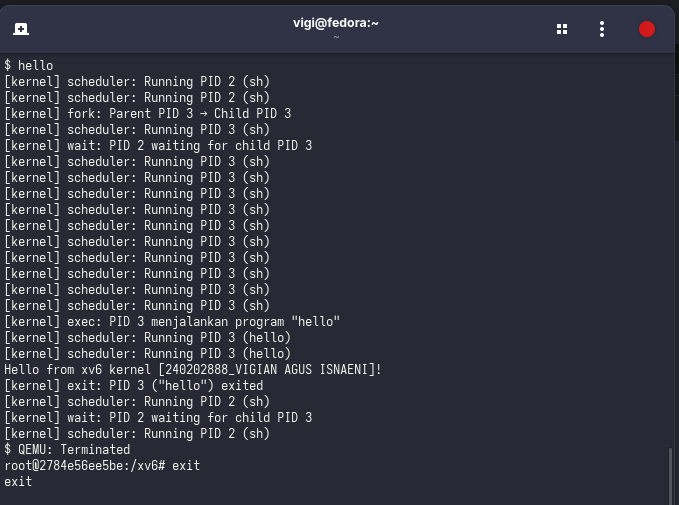 vigi@fedora:~
~
$ hello
[kernel] scheduler: Running PID 2 (sh)
[kernel] scheduler: Running PID 2 (sh)
[kernel] fork: Parent PID 3 → Child PID 3
[kernel] scheduler: Running PID 3 (sh)
[kernel] wait: PID 2 waiting for child PID 3
[kernel] scheduler: Running PID 3 (sh)
[kernel] scheduler: Running PID 3 (sh)
[kernel] scheduler: Running PID 3 (sh)
[kernel] scheduler: Running PID 3 (sh)
[kernel] scheduler: Running PID 3 (sh)
[kernel] scheduler: Running PID 3 (sh)
[kernel] scheduler: Running PID 3 (sh)
[kernel] scheduler: Running PID 3 (sh)
[kernel] scheduler: Running PID 3 (sh)
[kernel] scheduler: Running PID 3 (sh)
[kernel] exec: PID 3 menjalankan program "hello"
[kernel] scheduler: Running PID 3 (hello)
[kernel] scheduler: Running PID 3 (hello)
Hello from xv6 kernel [240202888_VIGIAN AGUS ISNAENI]!
[kernel] exit: PID 3 ("hello") exited
[kernel] scheduler: Running PID 2 (sh)
[kernel] wait: PID 2 waiting for child PID 3
[kernel] scheduler: Running PID 2 (sh)
$ QEMU: Terminated
root@2784e56ee5be:/xv6# exit
exit